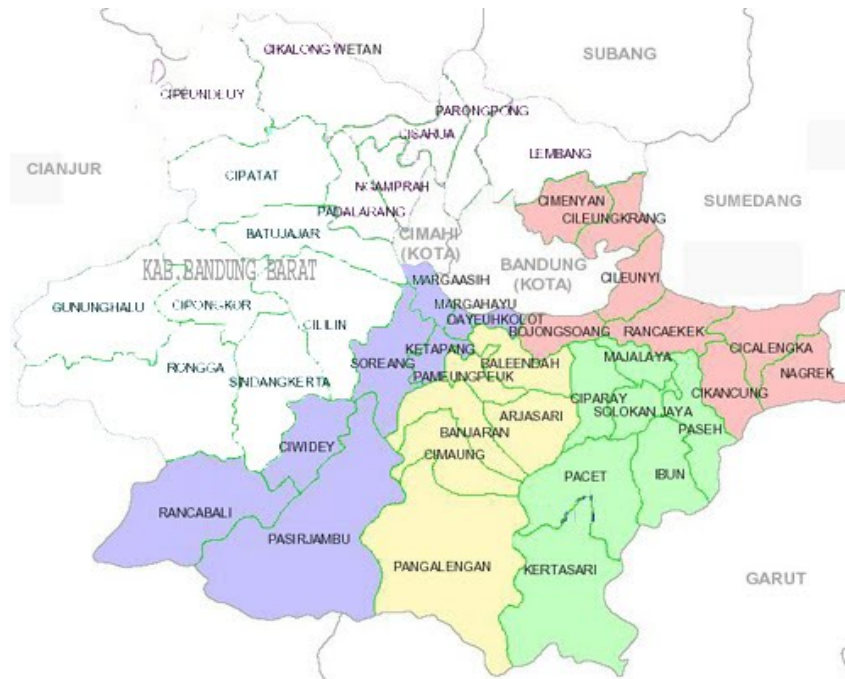 CIKALONG WETAN
SUBANG
CIPEUNDEUY
PARONGPONG
CISARUA
LEMBANG
CIANJUR
CIPATAT
NGAMPRAH
CIMENYAN
SUMEDANG
PADALARANG
CILEUNGKRANG
BATUJAJAR
CIMAHI
(KOTA)
KAB.BANDUNG BARAT
BANDUNG
(KOTA)
CILEUNYI
MARGAASIH
GUNUNGHALU
CIPONGKOR
MARGAHAYU
DAYEUHKOLOT
CILILIN
BOJONGSOANG
RANCAEKEK
KETAPANG
CICALENGKA
SOREANG
BALEENDAH
MAJALAYA
RONGGA
PAMEUNGPEUK
NAGREK
SINDANGKERTA
CIKANCUNG
CIPARAY
ARJASARI
SOLOKAN JAYA
BANJARAN
PASEH
CIWIDEY
CIMAUNG
PACET
IBUN
RANCABALI
PASIRJAMBU
PANGALENGAN
KERTASARI
GARUT